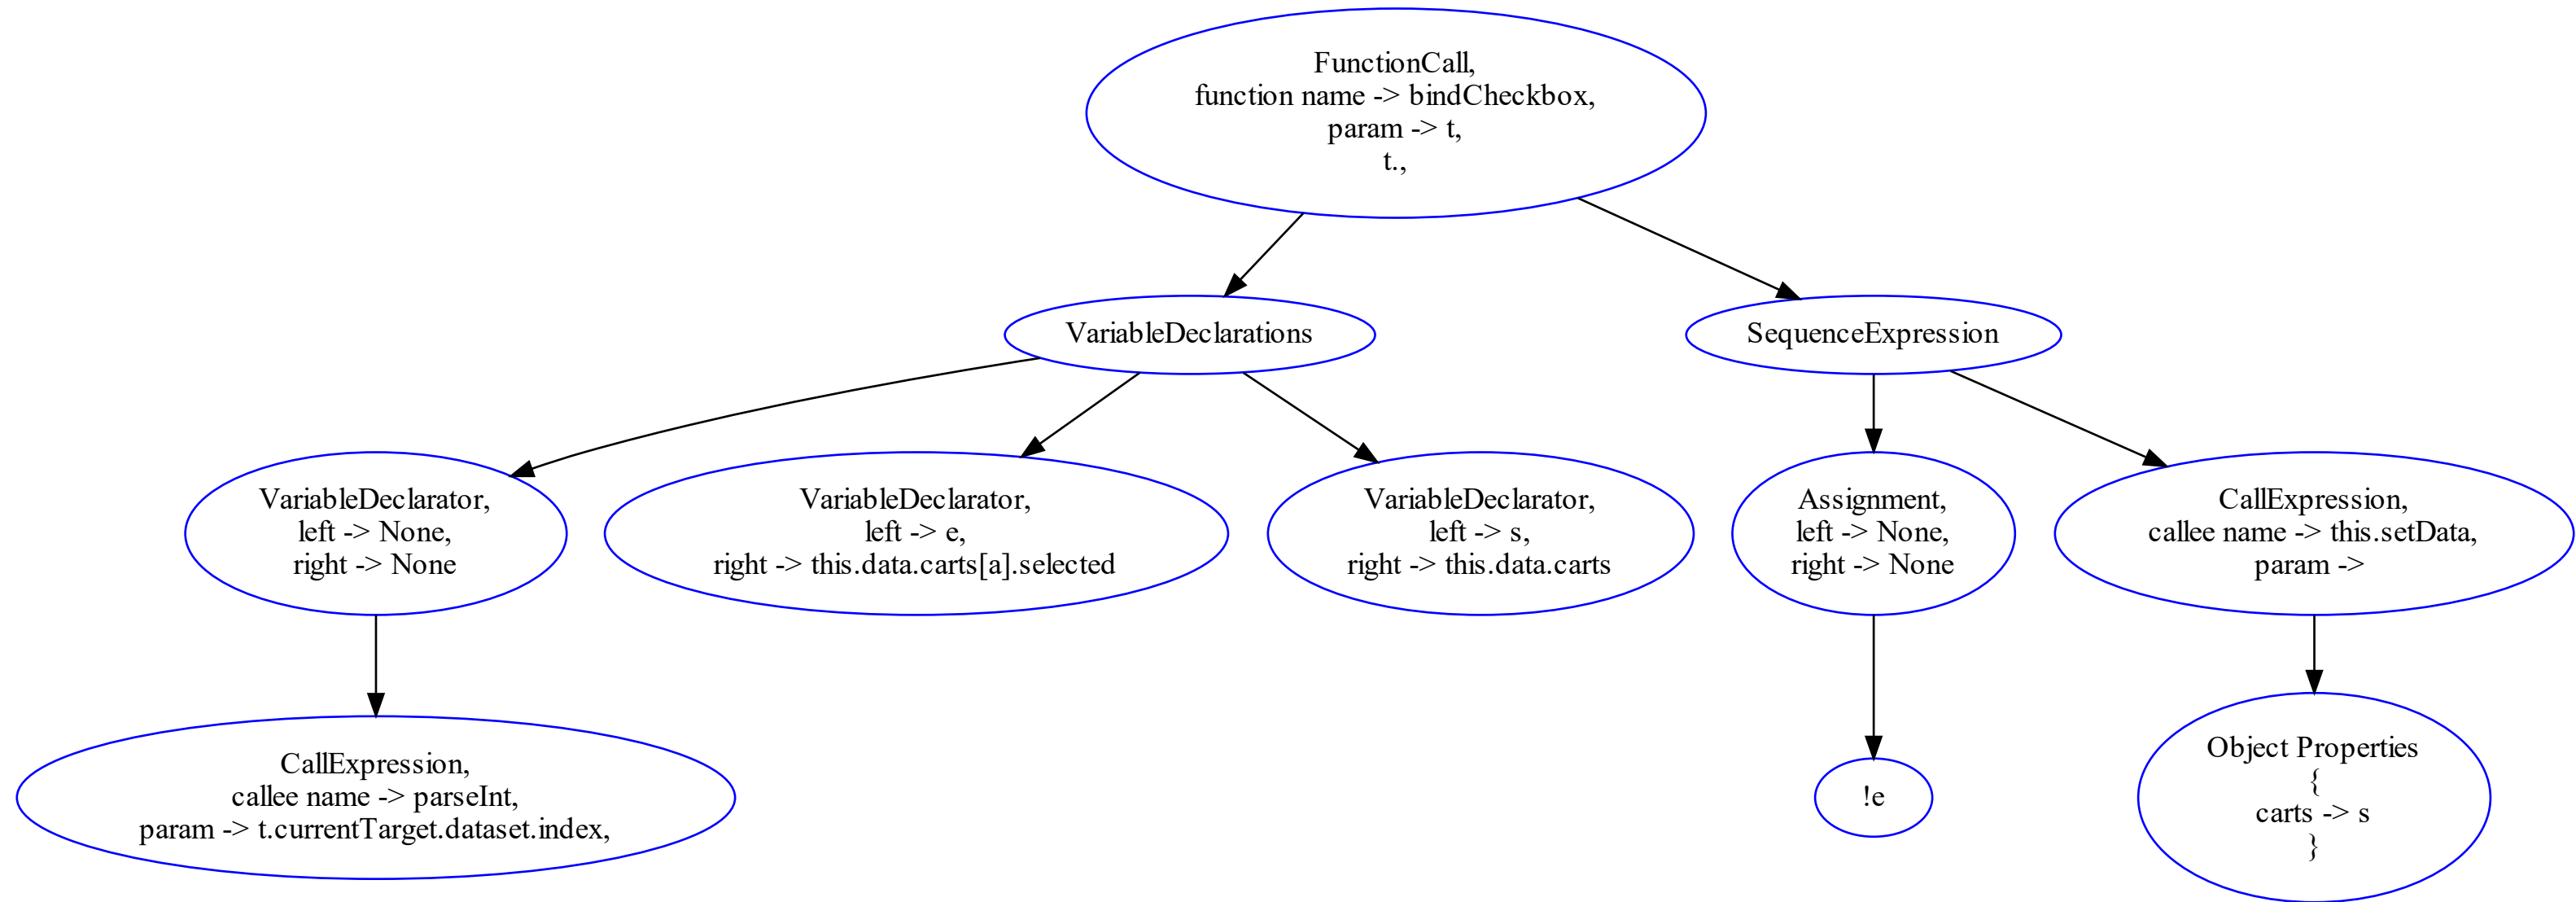 FunctionCall,
function name -> bindCheckbox,
param -> t,
t.,
VariableDeclarations
SequenceExpression
VariableDeclarator,
left -> None,
right -> None
VariableDeclarator,
left -> e,
right -> this.data.carts[a].selected
VariableDeclarator,
left -> s,
right -> this.data.carts
Assignment,
left -> None,
right -> None
CallExpression,
callee name -> this.setData,
param ->
CallExpression,
callee name -> parseInt,
param -> t.currentTarget.dataset.index,
!e
Object Properties
{
carts -> s
}